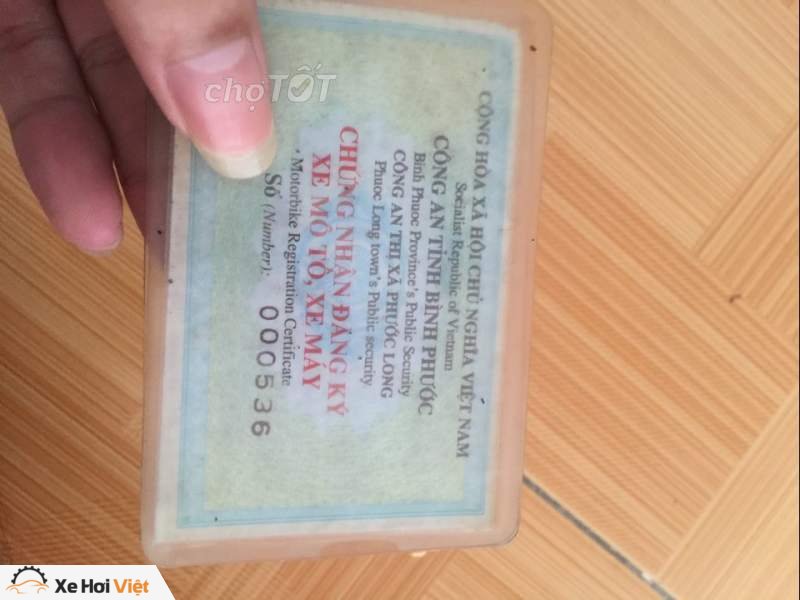 CỘNG HÒA XÃ HỘI CHỦ NGHĨA VIỆT NAM
Socialist Republic of Vietnam
CÔNG AN TỈNH BÌNH PHƯỚC
Binh Phuoc Province's Public Security
CÔNG AN THỊ XÃ PHƯỚC LONG
Phuoc Long town's Public security
CHỨNG NHẬN ĐĂNG KÝ
XE MÔ TÔ, XE MÁY
Motorbike Registration Certificate
Số (Number): 000536
chợTỐT
Xe Hơi Việt